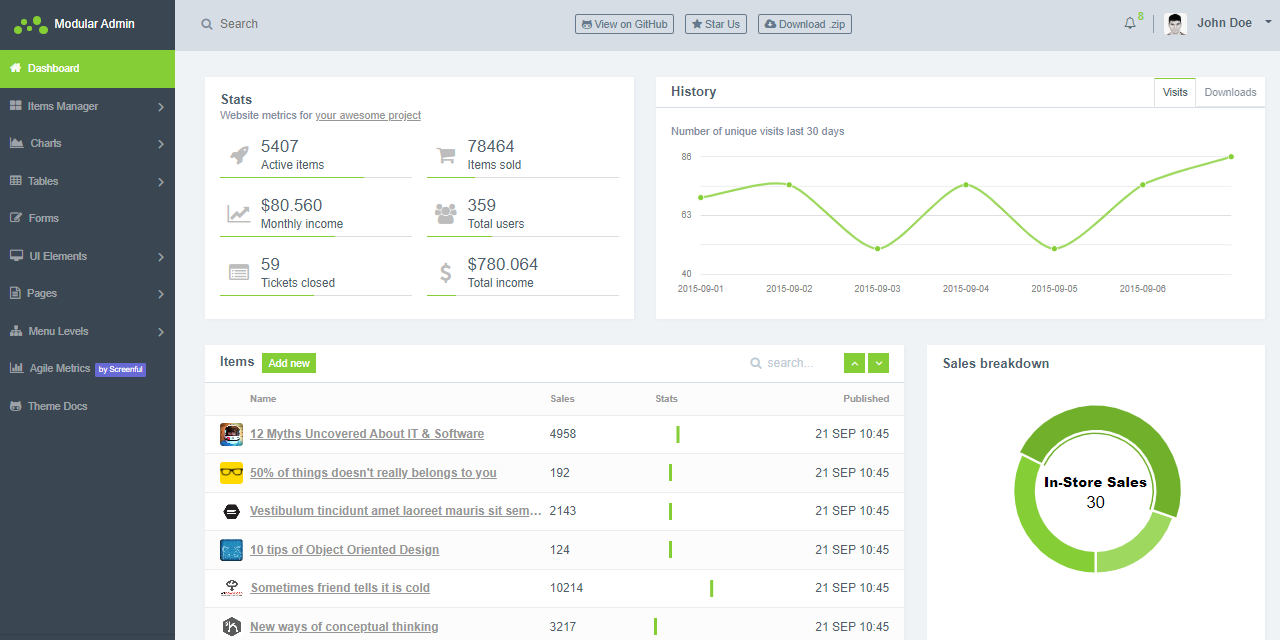 Modular Admin
Search
View on GitHub
Star Us
Download .zip
8
John Doe
Dashboard
Items Manager
Charts
Tables
Forms
UI Elements
Pages
Menu Levels
Agile Metrics by Screenful
Theme Docs
Stats
Website metrics for your awesome project
5407
Active items
78464
Items sold
$80.560
Monthly income
359
Total users
59
Tickets closed
$780.064
Total income
History
Visits
Downloads
Number of unique visits last 30 days
86
63
40
2015-09-01 2015-09-02 2015-09-03 2015-09-04 2015-09-05 2015-09-06
Items
Add new
search...
Name Sales Stats Published
12 Myths Uncovered About IT & Software 4958 21 SEP 10:45
50% of things doesn't really belongs to you 192 21 SEP 10:45
Vestibulum tincidunt amet laoreet mauris sit sem... 2143 21 SEP 10:45
10 tips of Object Oriented Design 124 21 SEP 10:45
Sometimes friend tells it is cold 10214 21 SEP 10:45
New ways of conceptual thinking 3217 21 SEP 10:45
Sales breakdown
In-Store Sales
30